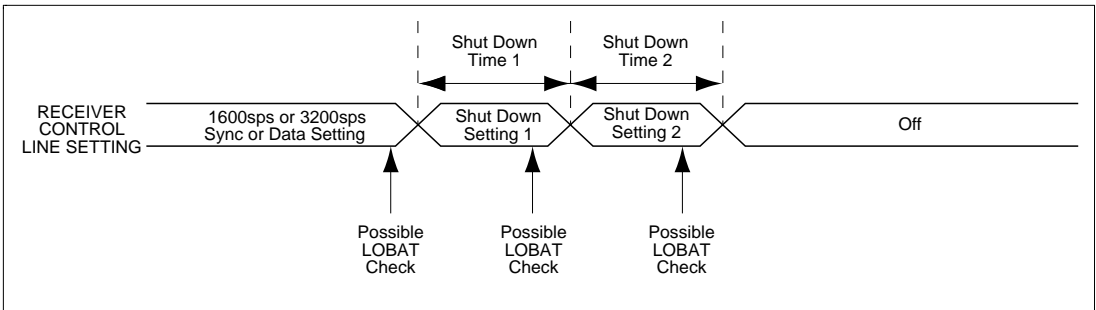 Shut Down
Time 1
Shut Down
Time 2
RECEIVER
CONTROL
LINE SETTING
1600sps or 3200sps
Sync or Data Setting
Shut Down
Setting 1
Shut Down
Setting 2
Off
Possible
LOBAT
Check
Possible
LOBAT
Check
Possible
LOBAT
Check